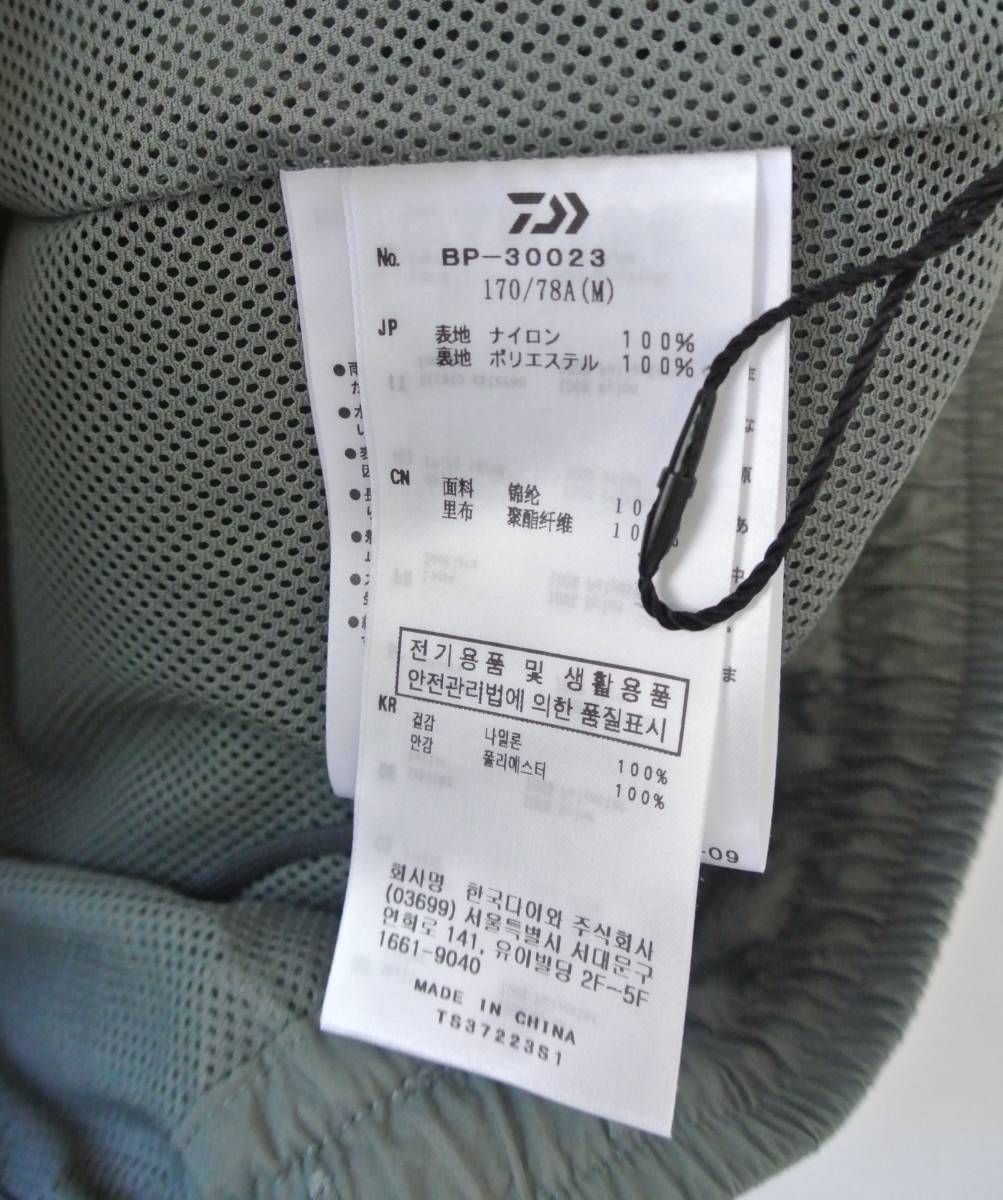 No. BP-30023
170/78A(M)
JP 表地 ナイロン 100%
裏地 ポリエステル 100%
CN 面料 锦纶 10
里布 聚酯纤维 10
전기용품 및 생활용품
안전관리법에 의한 품질표시
KR 겉감 나일론 100%
안감 폴리에스터 100%
회사명 한국다이와 주식회사
(03699) 서울특별시 서대문구
연희로 141, 유이빌딩 2F-5F
1661-9040
MADE IN CHINA
TS37223S1
-09